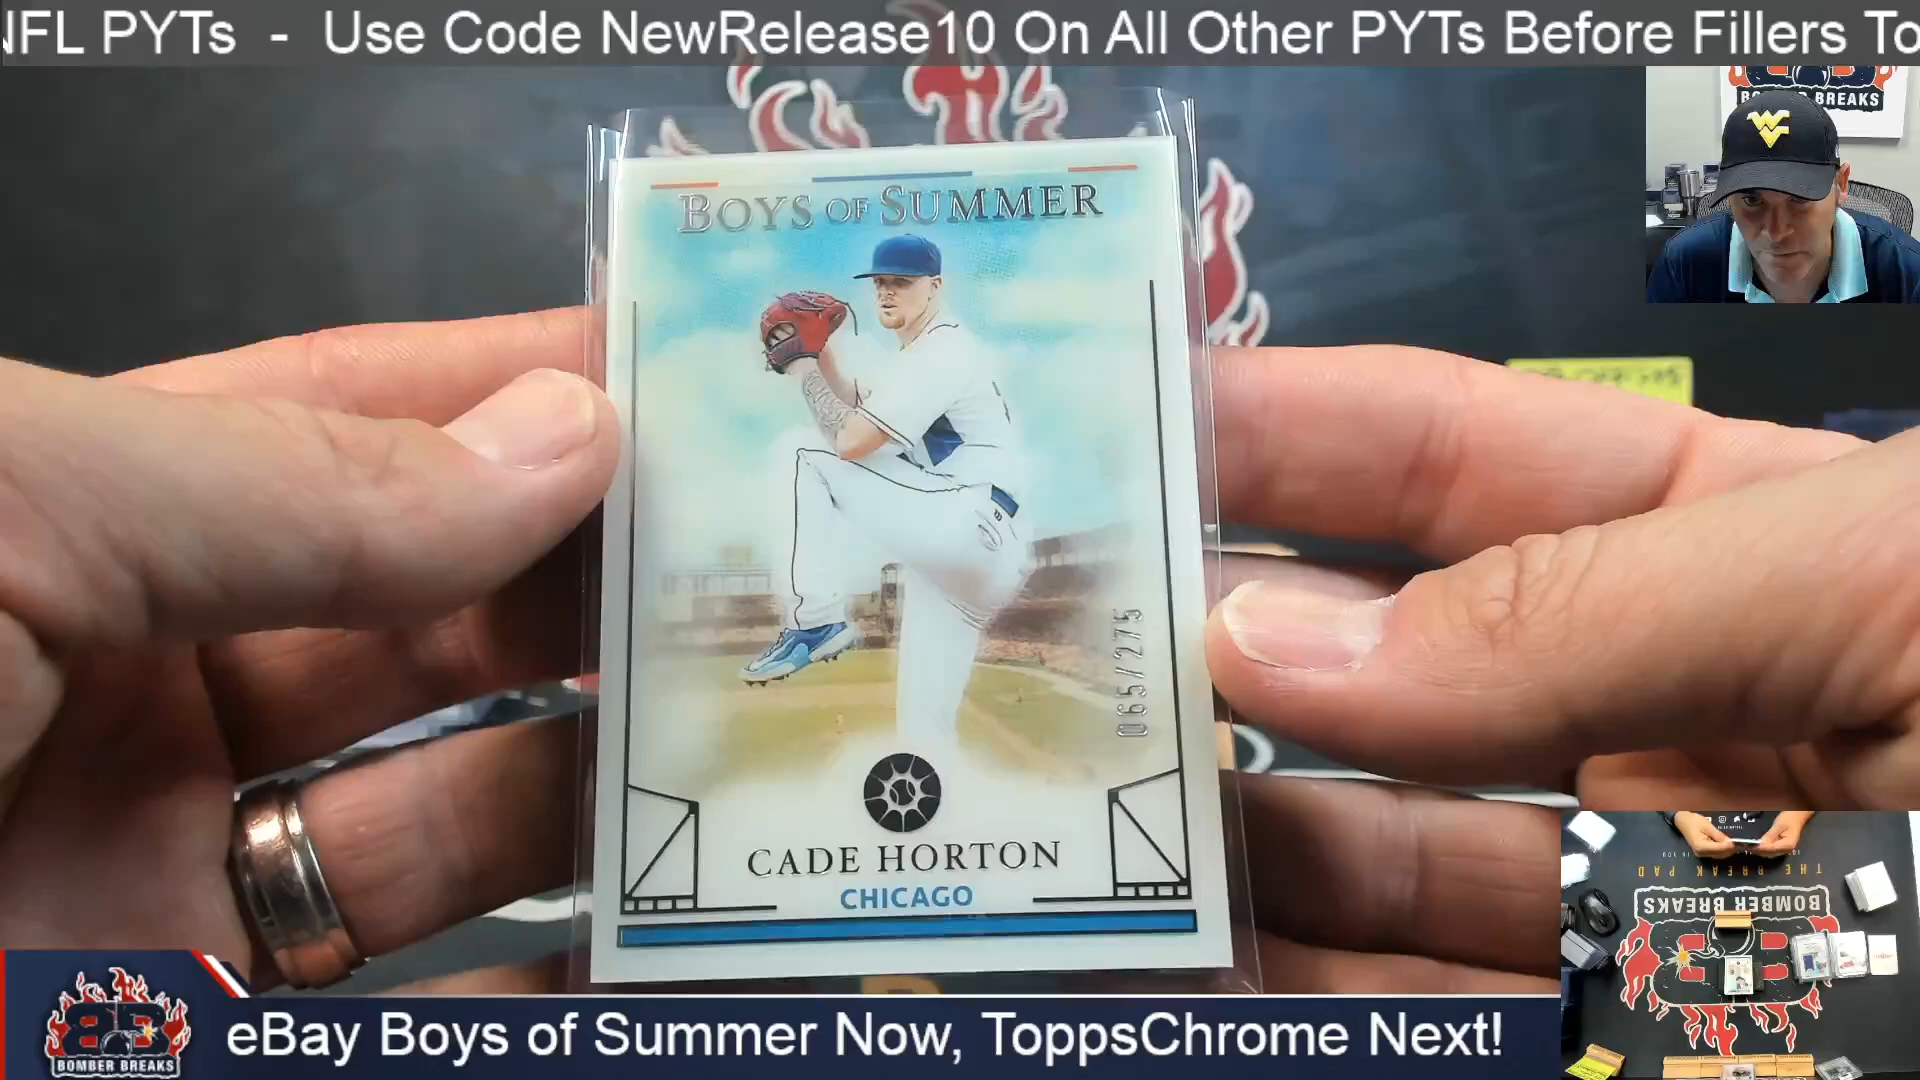 NFL PYTs - Use Code NewRelease10 On All Other PYTs Before Fillers To
BOMBER BREAKS
BOYS OF SUMMER
065/275
CADE HORTON
CHICAGO
THE BREAK PAD
BOMBER BREAKS
BOMBER BREAKS
eBay Boys of Summer Now, ToppsChrome Next!